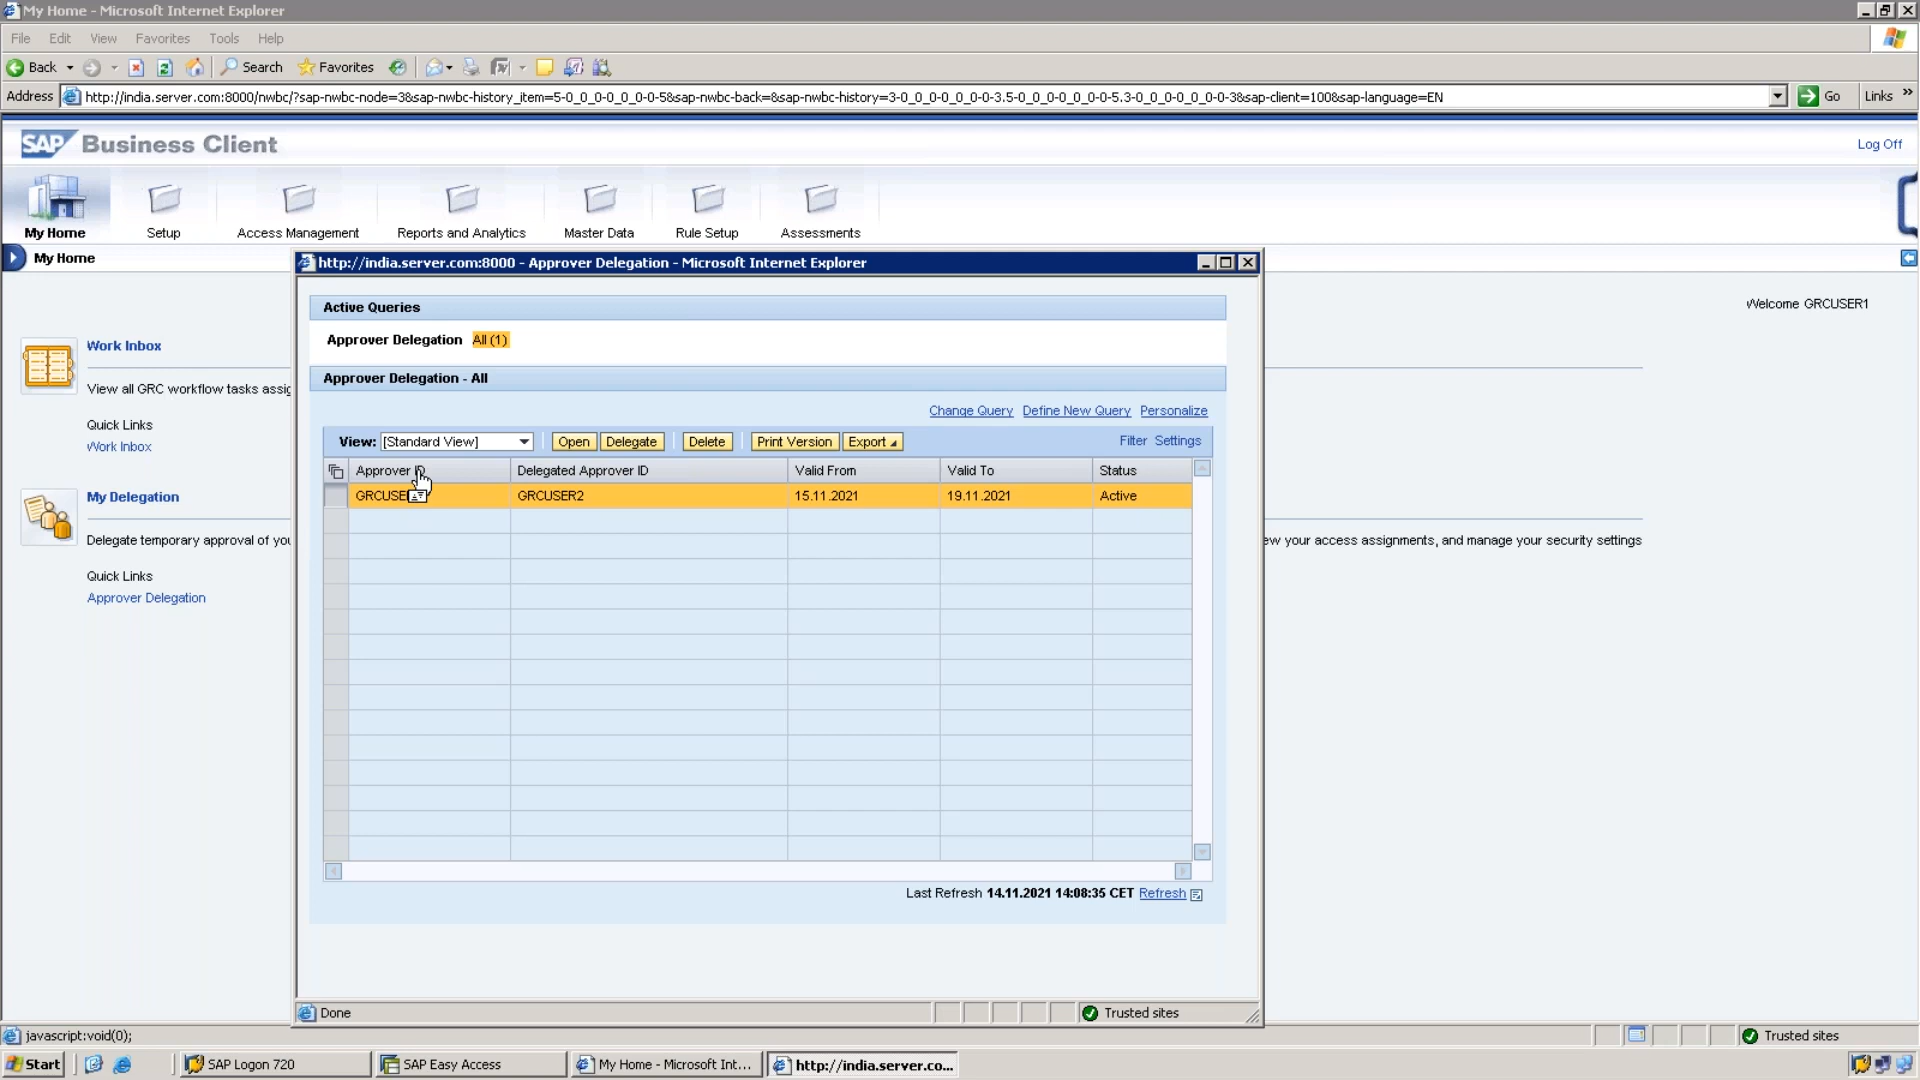 My Home - Microsoft Internet Explorer
File Edit View Favorites Tools Help
Back Search Favorites
Address http://india.server.com:8000/nwbc/?sap-nwbc-node=3&sap-nwbc-history_item=5-0_0_0-0_0_0-0-5&sap-nwbc-back=&sap-nwbc-history=3-0_0_0-0_0_0-0-3.5-0_0_0-0_0_0-0-5.3-0_0_0-0_0_0-0-3&sap-client=100&sap-language=EN Go Links »
SAP Business Client Log Off
My Home Setup Access Management Reports and Analytics Master Data Rule Setup Assessments
My Home
Welcome GRCUSER1
Work Inbox
View all GRC workflow tasks assig
Quick Links
Work Inbox
My Delegation
Delegate temporary approval of you
ew your access assignments, and manage your security settings
Quick Links
Approver Delegation
http://india.server.com:8000 - Approver Delegation - Microsoft Internet Explorer
Active Queries
Approver Delegation All (1)
Approver Delegation - All
Change Query Define New Query Personalize
View: [Standard View] Open Delegate Delete Print Version Export Filter Settings
Approver ID Delegated Approver ID Valid From Valid To Status
GRCUSE GRCUSER2 15.11.2021 19.11.2021 Active
Last Refresh 14.11.2021 14:08:35 CET Refresh
Done Trusted sites
javascript:void(0); Trusted sites
Start SAP Logon 720 SAP Easy Access My Home - Microsoft Int... http://india.server.co...